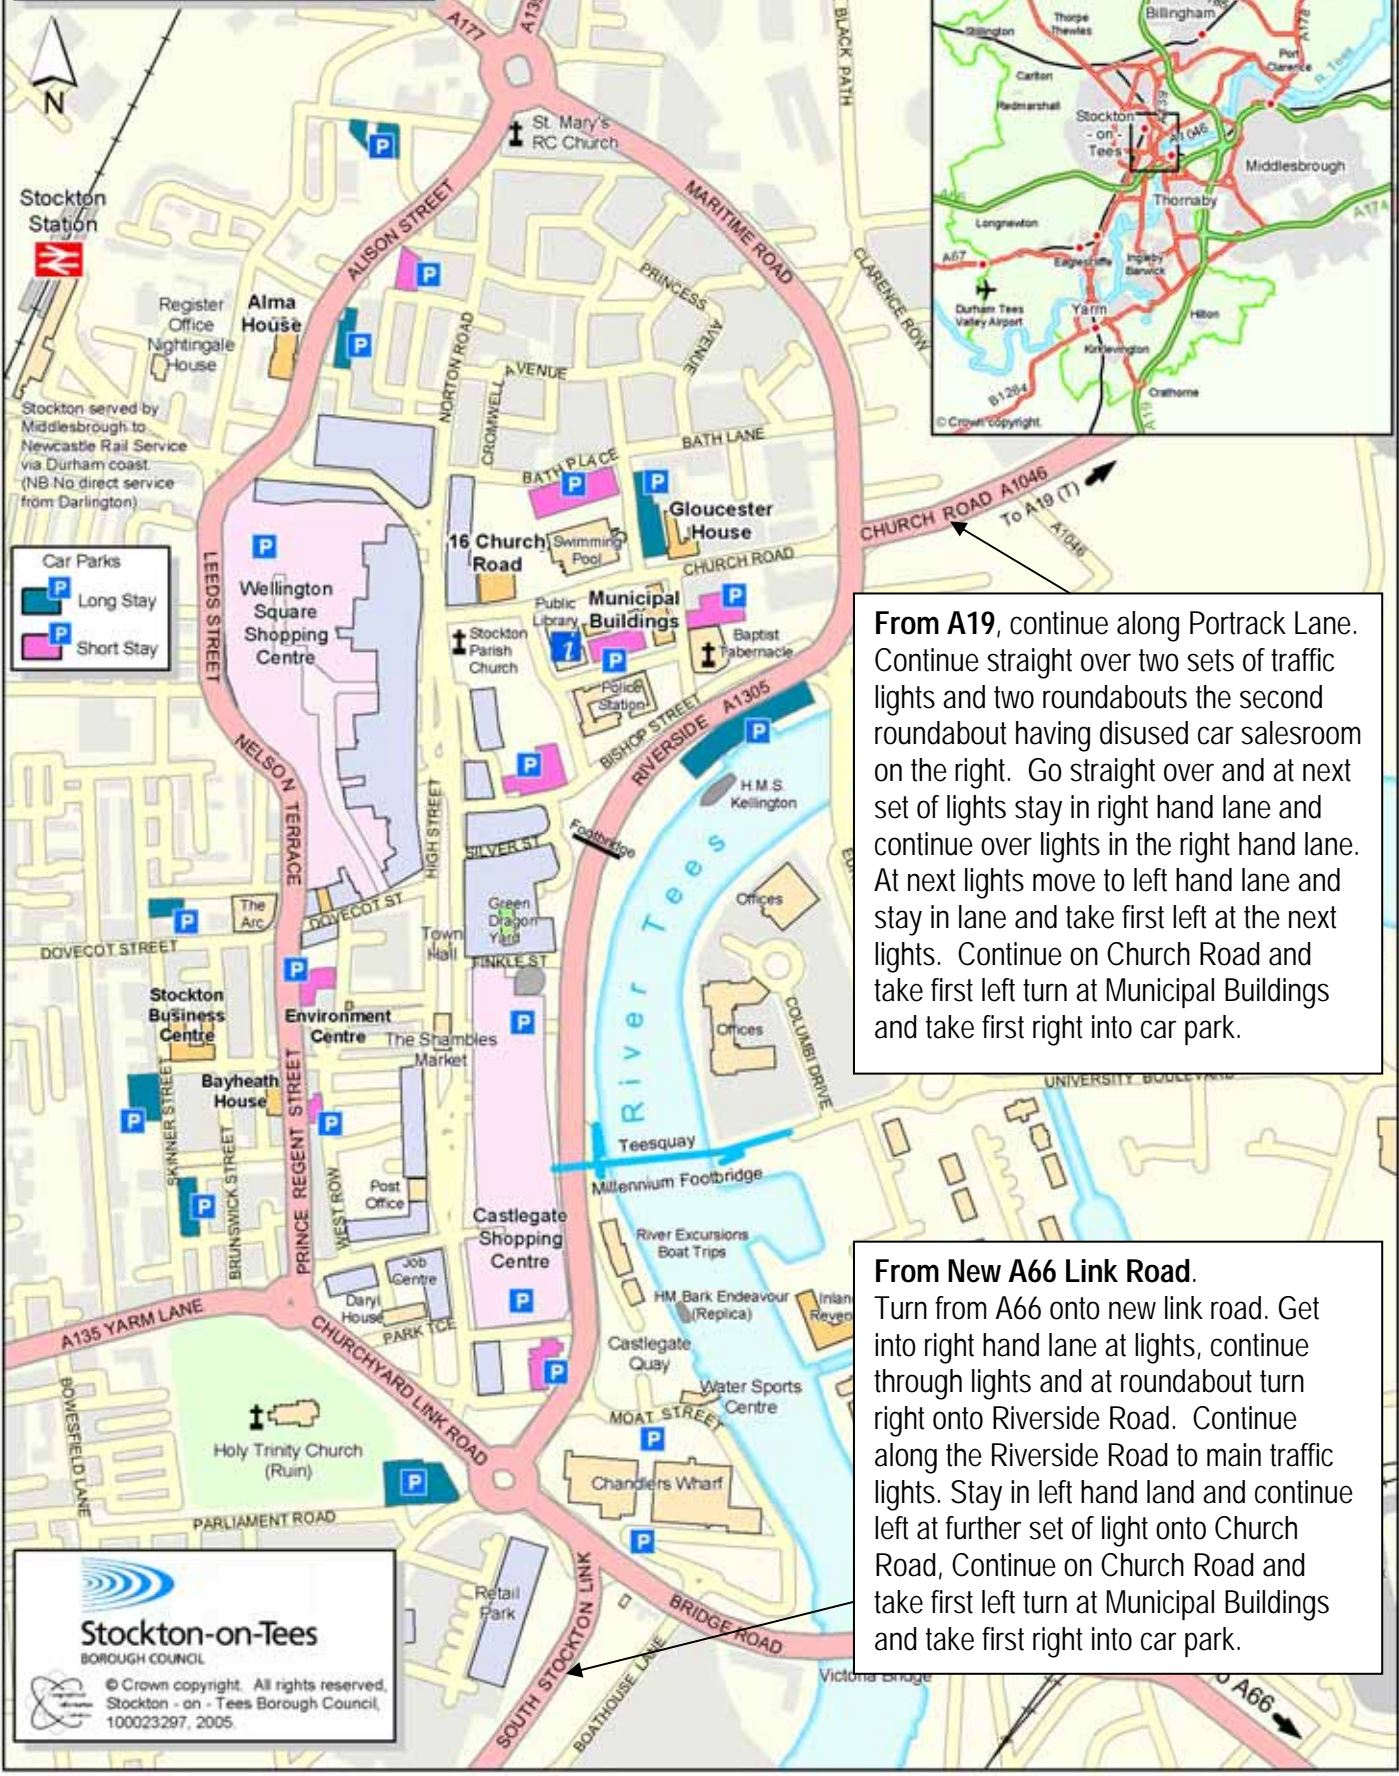 A177
A139
BLACK PATH
N
St. Mary's
RC Church
Stockton
Station
ALISON STREET
MARITIME ROAD
PRINCESS
AVENUE
CLARENCE ROW
Register
Office
Nightingale
House
Alma
House
NORTON ROAD
CROMWELL
AVENUE
Stockton served by
Middlesbrough to
Newcastle Rail Service
via Durham coast.
(NB No direct service
from Darlington)
BATH LANE
BATH PLACE
Gloucester
House
CHURCH ROAD A1046
To A19 (T)
A1046
16 Church
Road
Swimming
Pool
CHURCH ROAD
Car Parks
P Long Stay
P Short Stay
LEEDS STREET
Wellington
Square
Shopping
Centre
Public
Library
i
Municipal
Buildings
Stockton
Parish
Church
Baptist
Tabernacle
Police
Station
BISHOP STREET
RIVERSIDE A1305
NELSON TERRACE
HIGH STREET
H.M.S.
Kellington
SILVER ST
Footbridge
River Tees
Offices
The
Arc
DOVECOT ST
DOVECOT STREET
Green
Dragon
Yard
Town
Hall
FINKLE ST
Stockton
Business
Centre
Environment
Centre
The Shambles
Market
Offices
COLUMBI DRIVE
UNIVERSITY BOULEVARD
Bayheath
House
SKINNER STREET
BRUNSWICK STREET
PRINCE REGENT STREET
WEST ROW
Post
Office
Teesquay
Millennium Footbridge
Castlegate
Shopping
Centre
River Excursions
Boat Trips
Job
Centre
Daryl
House
PARK TCE
HM Bark Endeavour
(Replica)
Inlan
Reven
A135 YARM LANE
CHURCHYARD LINK ROAD
Castlegate
Quay
Water Sports
Centre
MOAT STREET
BOWESFIELD LANE
Holy Trinity Church
(Ruin)
Chandlers Wharf
PARLIAMENT ROAD
Retail
Park
SOUTH STOCKTON LINK
BOATHOUSE LANE
BRIDGE ROAD
Victoria Bridge
To A66
Stillington
Thorpe
Thewles
Billingham
A178
Port
Clarence
R. Tees
Carlton
Redmarshall
Stockton
- on -
Tees
A139
A1046
Middlesbrough
Thornaby
A66
A174
Longnewton
A67
Eaglescliffe
Ingleby
Barwick
Durham Tees
Valley Airport
Yarm
Hilton
Kirklevington
B1264
Crathorne
A19
© Crown copyright.
From A19, continue along Portrack Lane.
Continue straight over two sets of traffic
lights and two roundabouts the second
roundabout having disused car salesroom
on the right. Go straight over and at next
set of lights stay in right hand lane and
continue over lights in the right hand lane.
At next lights move to left hand lane and
stay in lane and take first left at the next
lights. Continue on Church Road and
take first left turn at Municipal Buildings
and take first right into car park.
From New A66 Link Road.
Turn from A66 onto new link road. Get
into right hand lane at lights, continue
through lights and at roundabout turn
right onto Riverside Road. Continue
along the Riverside Road to main traffic
lights. Stay in left hand land and continue
left at further set of light onto Church
Road, Continue on Church Road and
take first left turn at Municipal Buildings
and take first right into car park.
Stockton-on-Tees
BOROUGH COUNCIL
© Crown copyright. All rights reserved,
Stockton - on - Tees Borough Council,
100023297, 2005.